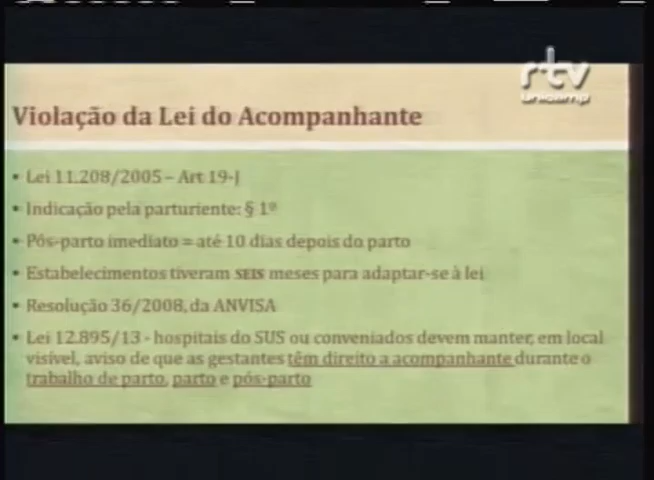 rtv
unicamp
Violação da Lei do Acompanhante
• Lei 11.208/2005 – Art 19-J
• Indicação pela parturiente: § 1º
• Pós-parto imediato = até 10 dias depois do parto
• Estabelecimentos tiveram SEIS meses para adaptar-se à lei
• Resolução 36/2008, da ANVISA
• Lei 12.895/13 - hospitais do SUS ou conveniados devem manter, em local
visível, aviso de que as gestantes têm direito a acompanhante durante o
trabalho de parto, parto e pós-parto